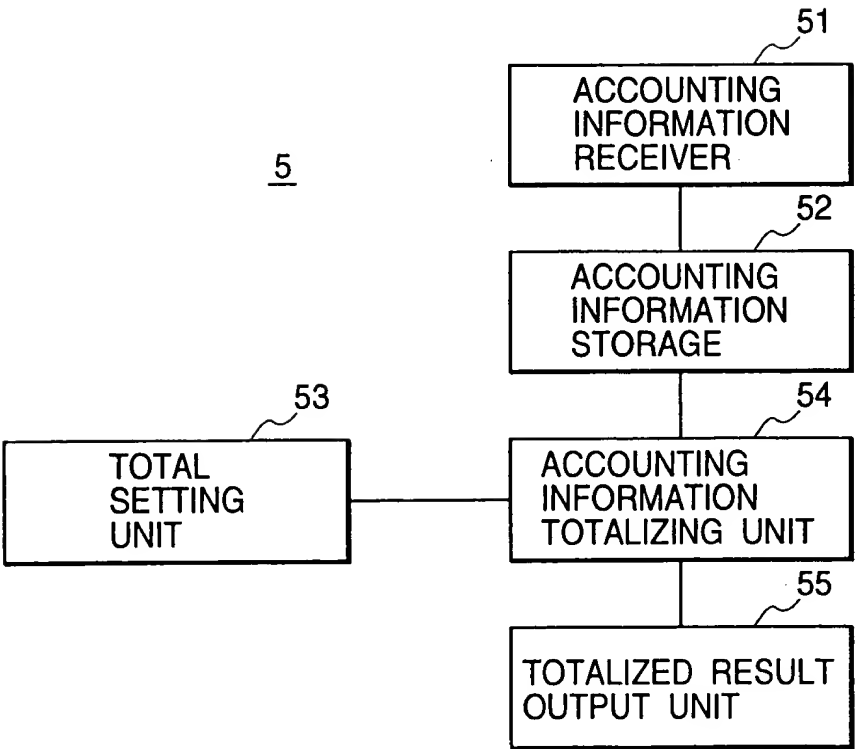 51
ACCOUNTING
INFORMATION
RECEIVER
5
52
ACCOUNTING
INFORMATION
STORAGE
53
TOTAL
SETTING
UNIT
54
ACCOUNTING
INFORMATION
TOTALIZING UNIT
55
TOTALIZED RESULT
OUTPUT UNIT